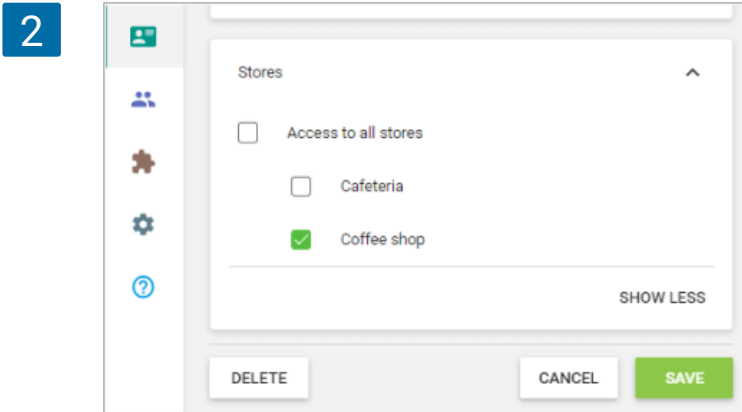 2
Stores
Access to all stores
Cafeteria
Coffee shop
SHOW LESS
DELETE
CANCEL
SAVE